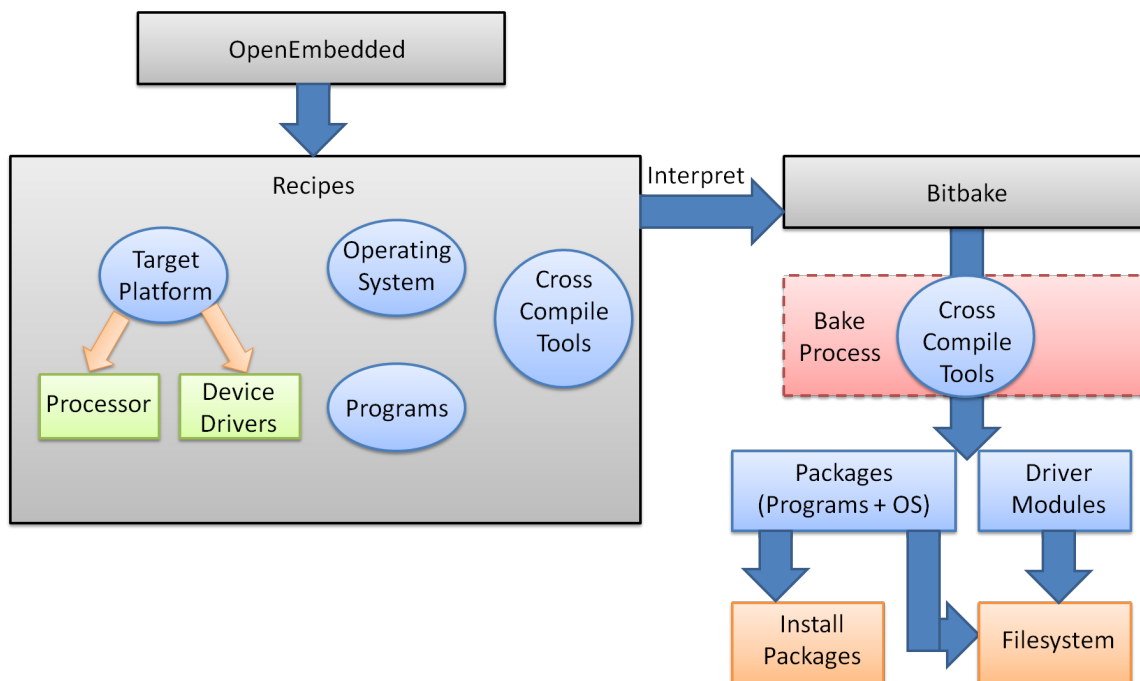 OpenEmbedded
Recipes
Interpret
Bitbake
Target
Platform
Operating
System
Cross
Compile
Tools
Processor
Device
Drivers
Programs
Bake
Process
Cross
Compile
Tools
Packages
(Programs + OS)
Driver
Modules
Install
Packages
Filesystem